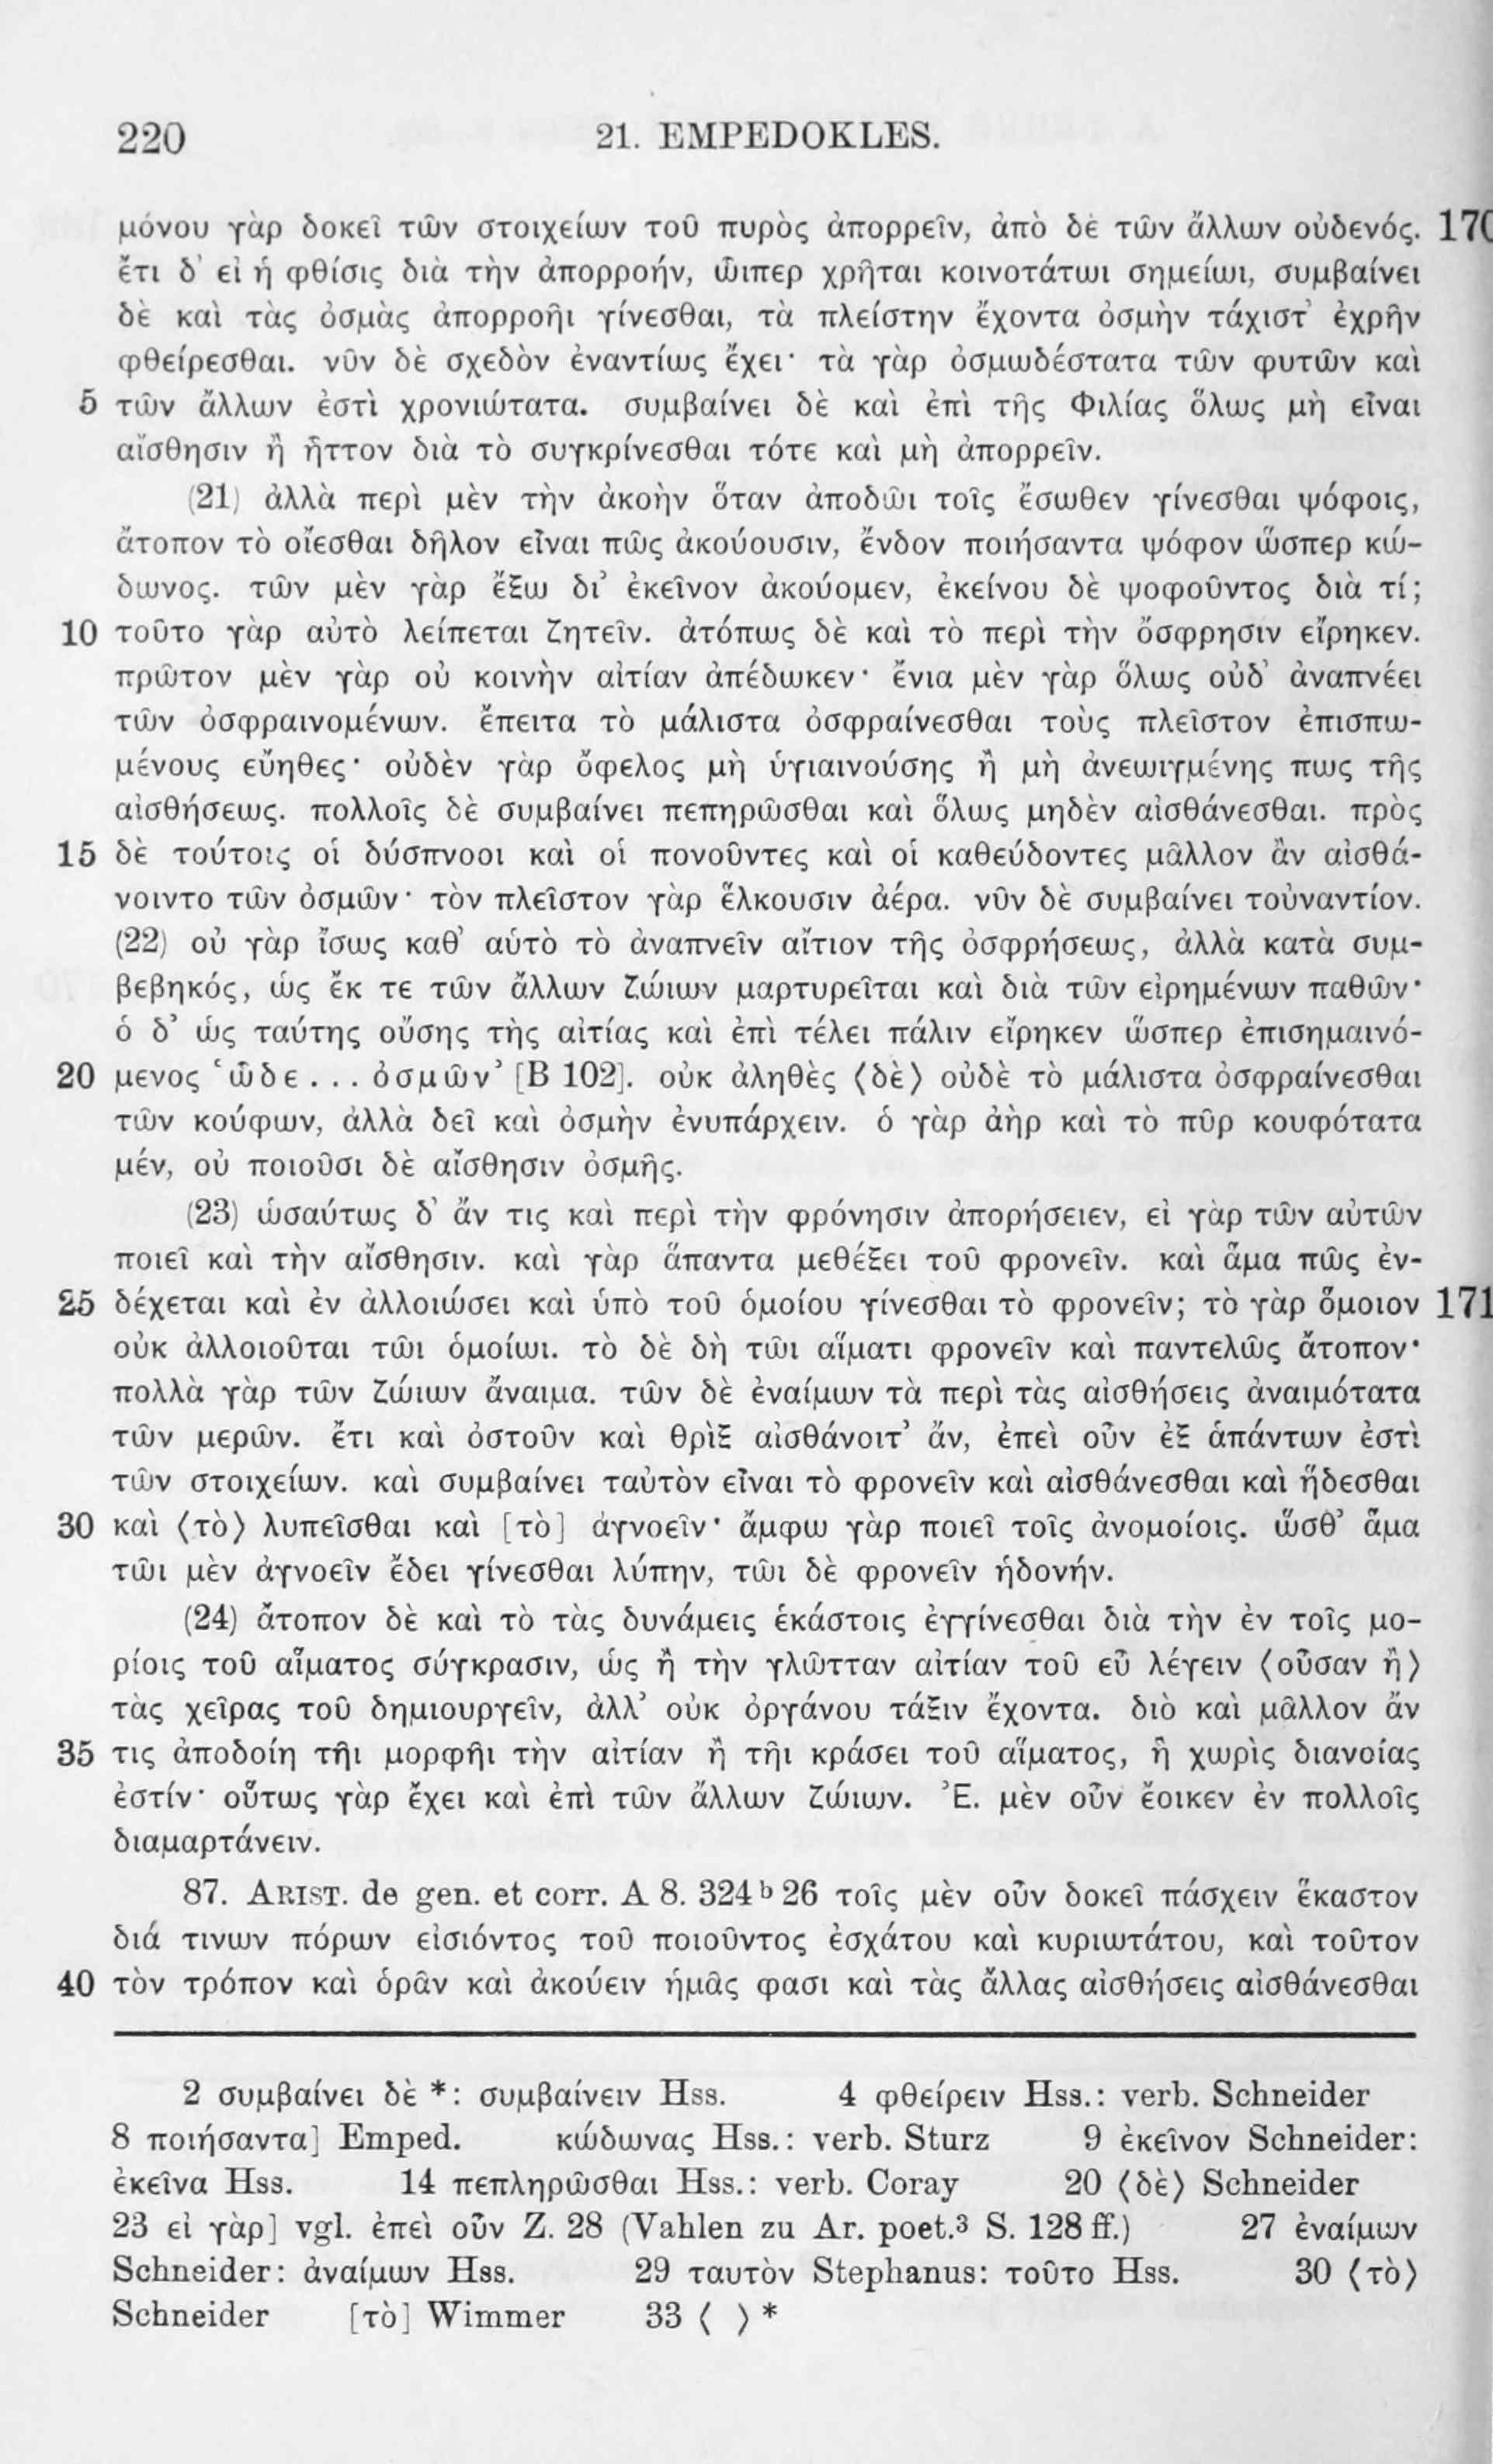 220 21. EMPEDOKLES.
μόνου γὰρ δοκεῖ τῶν στοιχείων τοῦ πυρὸς ἀπορρεῖν, ἀπὸ δὲ τῶν ἄλλων οὐδενός. 170
ἔτι δ' εἰ ἡ φθίσις διὰ τὴν ἀπορροήν, ὧιπερ χρῆται κοινοτάτωι σημείωι, συμβαίνει
δὲ καὶ τὰς ὀσμὰς ἀπορροῆι γίνεσθαι, τὰ πλείστην ἔχοντα ὀσμὴν τάχιστ' ἐχρῆν
φθείρεσθαι. νῦν δὲ σχεδὸν ἐναντίως ἔχει· τὰ γὰρ ὀσμωδέστατα τῶν φυτῶν καὶ
5 τῶν ἄλλων ἐστὶ χρονιώτατα. συμβαίνει δὲ καὶ ἐπὶ τῆς Φιλίας ὅλως μὴ εἶναι
αἴσθησιν ἢ ἧττον διὰ τὸ συγκρίνεσθαι τότε καὶ μὴ ἀπορρεῖν.
(21) ἀλλὰ περὶ μὲν τὴν ἀκοὴν ὅταν ἀποδῶι τοῖς ἔσωθεν γίνεσθαι ψόφοις,
ἄτοπον τὸ οἴεσθαι δῆλον εἶναι πῶς ἀκούουσιν, ἔνδον ποιήσαντα ψόφον ὥσπερ κώ-
δωνος. τῶν μὲν γὰρ ἔξω δι' ἐκεῖνον ἀκούομεν, ἐκείνου δὲ ψοφοῦντος διὰ τί;
10 τοῦτο γὰρ αὐτὸ λείπεται ζητεῖν. ἀτόπως δὲ καὶ τὸ περὶ τὴν ὄσφρησιν εἴρηκεν.
πρῶτον μὲν γὰρ οὐ κοινὴν αἰτίαν ἀπέδωκεν· ἔνια μὲν γὰρ ὅλως οὐδ' ἀναπνέει
τῶν ὀσφραινομένων. ἔπειτα τὸ μάλιστα ὀσφραίνεσθαι τοὺς πλεῖστον ἐπισπω-
μένους εὔηθες· οὐδὲν γὰρ ὄφελος μὴ ὑγιαινούσης ἢ μὴ ἀνεωιγμένης πως τῆς
αἰσθήσεως. πολλοῖς δὲ συμβαίνει πεπηρῶσθαι καὶ ὅλως μηδὲν αἰσθάνεσθαι. πρὸς
15 δὲ τούτοις οἱ δύσπνοοι καὶ οἱ πονοῦντες καὶ οἱ καθεύδοντες μᾶλλον ἂν αἰσθά-
νοιντο τῶν ὀσμῶν· τὸν πλεῖστον γὰρ ἕλκουσιν ἀέρα. νῦν δὲ συμβαίνει τοὐναντίον.
(22) οὐ γὰρ ἴσως καθ' αὑτὸ τὸ ἀναπνεῖν αἴτιον τῆς ὀσφρήσεως, ἀλλὰ κατὰ συμ-
βεβηκός, ὡς ἔκ τε τῶν ἄλλων ζώιων μαρτυρεῖται καὶ διὰ τῶν εἰρημένων παθῶν·
ὁ δ' ὡς ταύτης οὔσης τῆς αἰτίας καὶ ἐπὶ τέλει πάλιν εἴρηκεν ὥσπερ ἐπισημαινό-
20 μενος ‘ὧδε... ὀσμῶν’ [B 102]. οὐκ ἀληθὲς ⟨δὲ⟩ οὐδὲ τὸ μάλιστα ὀσφραίνεσθαι
τῶν κούφων, ἀλλὰ δεῖ καὶ ὀσμὴν ἐνυπάρχειν. ὁ γὰρ ἀὴρ καὶ τὸ πῦρ κουφότατα
μέν, οὐ ποιοῦσι δὲ αἴσθησιν ὀσμῆς.
(23) ὡσαύτως δ' ἄν τις καὶ περὶ τὴν φρόνησιν ἀπορήσειεν, εἰ γὰρ τῶν αὐτῶν
ποιεῖ καὶ τὴν αἴσθησιν. καὶ γὰρ ἅπαντα μεθέξει τοῦ φρονεῖν. καὶ ἅμα πῶς ἐν-
25 δέχεται καὶ ἐν ἀλλοιώσει καὶ ὑπὸ τοῦ ὁμοίου γίνεσθαι τὸ φρονεῖν; τὸ γὰρ ὅμοιον 171
οὐκ ἀλλοιοῦται τῶι ὁμοίωι. τὸ δὲ δὴ τῶι αἵματι φρονεῖν καὶ παντελῶς ἄτοπον·
πολλὰ γὰρ τῶν ζώιων ἄναιμα. τῶν δὲ ἐναίμων τὰ περὶ τὰς αἰσθήσεις ἀναιμότατα
τῶν μερῶν. ἔτι καὶ ὀστοῦν καὶ θρὶξ αἰσθάνοιτ' ἄν, ἐπεὶ οὖν ἐξ ἁπάντων ἐστὶ
τῶν στοιχείων. καὶ συμβαίνει ταὐτὸν εἶναι τὸ φρονεῖν καὶ αἰσθάνεσθαι καὶ ἥδεσθαι
30 καὶ ⟨τὸ⟩ λυπεῖσθαι καὶ [τὸ] ἀγνοεῖν· ἄμφω γὰρ ποιεῖ τοῖς ἀνομοίοις. ὥσθ' ἅμα
τῶι μὲν ἀγνοεῖν ἔδει γίνεσθαι λύπην, τῶι δὲ φρονεῖν ἡδονήν.
(24) ἄτοπον δὲ καὶ τὸ τὰς δυνάμεις ἑκάστοις ἐγγίνεσθαι διὰ τὴν ἐν τοῖς μο-
ρίοις τοῦ αἵματος σύγκρασιν, ὡς ἢ τὴν γλῶτταν αἰτίαν τοῦ εὖ λέγειν ⟨οὖσαν ἢ⟩
τὰς χεῖρας τοῦ δημιουργεῖν, ἀλλ' οὐκ ὀργάνου τάξιν ἔχοντα. διὸ καὶ μᾶλλον ἄν
35 τις ἀποδοίη τῆι μορφῆι τὴν αἰτίαν ἢ τῆι κράσει τοῦ αἵματος, ἣ χωρὶς διανοίας
ἐστίν· οὕτως γὰρ ἔχει καὶ ἐπὶ τῶν ἄλλων ζώιων. Ἐ. μὲν οὖν ἔοικεν ἐν πολλοῖς
διαμαρτάνειν.
87. ARIST. de gen. et corr. A 8. 324ᵇ26 τοῖς μὲν οὖν δοκεῖ πάσχειν ἕκαστον
διά τινων πόρων εἰσιόντος τοῦ ποιοῦντος ἐσχάτου καὶ κυριωτάτου, καὶ τοῦτον
40 τὸν τρόπον καὶ ὁρᾶν καὶ ἀκούειν ἡμᾶς φασι καὶ τὰς ἄλλας αἰσθήσεις αἰσθάνεσθαι
2 συμβαίνει δὲ *: συμβαίνειν Hss. 4 φθείρειν Hss.: verb. Schneider
8 ποιήσαντα] Emped. κώδωνας Hss.: verb. Sturz 9 ἐκεῖνον Schneider:
ἐκεῖνα Hss. 14 πεπληρῶσθαι Hss.: verb. Coray 20 ⟨δὲ⟩ Schneider
23 εἰ γὰρ] vgl. ἐπεὶ οὖν Z. 28 (Vahlen zu Ar. poet.³ S. 128 ff.) 27 ἐναίμων
Schneider: ἀναίμων Hss. 29 ταυτὸν Stephanus: τοῦτο Hss. 30 ⟨τὸ⟩
Schneider [τὸ] Wimmer 33 ⟨ ⟩ *